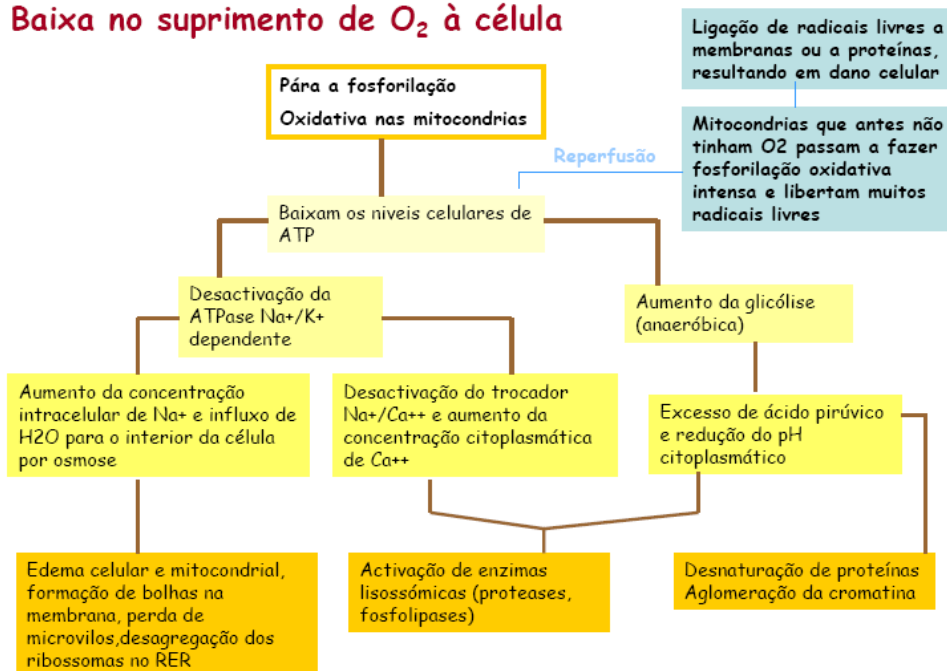 Baixa no suprimento de O₂ à célula
Ligação de radicais livres a
membranas ou a proteínas,
resultando em dano celular
Pára a fosforilação
Oxidativa nas mitocondrias
Mitocondrias que antes não
tinham O2 passam a fazer
fosforilação oxidativa
intensa e libertam muitos
radicais livres
Reperfusão
Baixam os niveis celulares de
ATP
Desactivação da
ATPase Na+/K+
dependente
Aumento da glicólise
(anaeróbica)
Aumento da concentração
intracelular de Na+ e influxo de
H2O para o interior da célula
por osmose
Desactivação do trocador
Na+/Ca++ e aumento da
concentração citoplasmática
de Ca++
Excesso de ácido pirúvico
e redução do pH
citoplasmático
Edema celular e mitocondrial,
formação de bolhas na
membrana, perda de
microvilos,desagregação dos
ribossomas no RER
Activação de enzimas
lisossómicas (proteases,
fosfolipases)
Desnaturação de proteínas
Aglomeração da cromatina